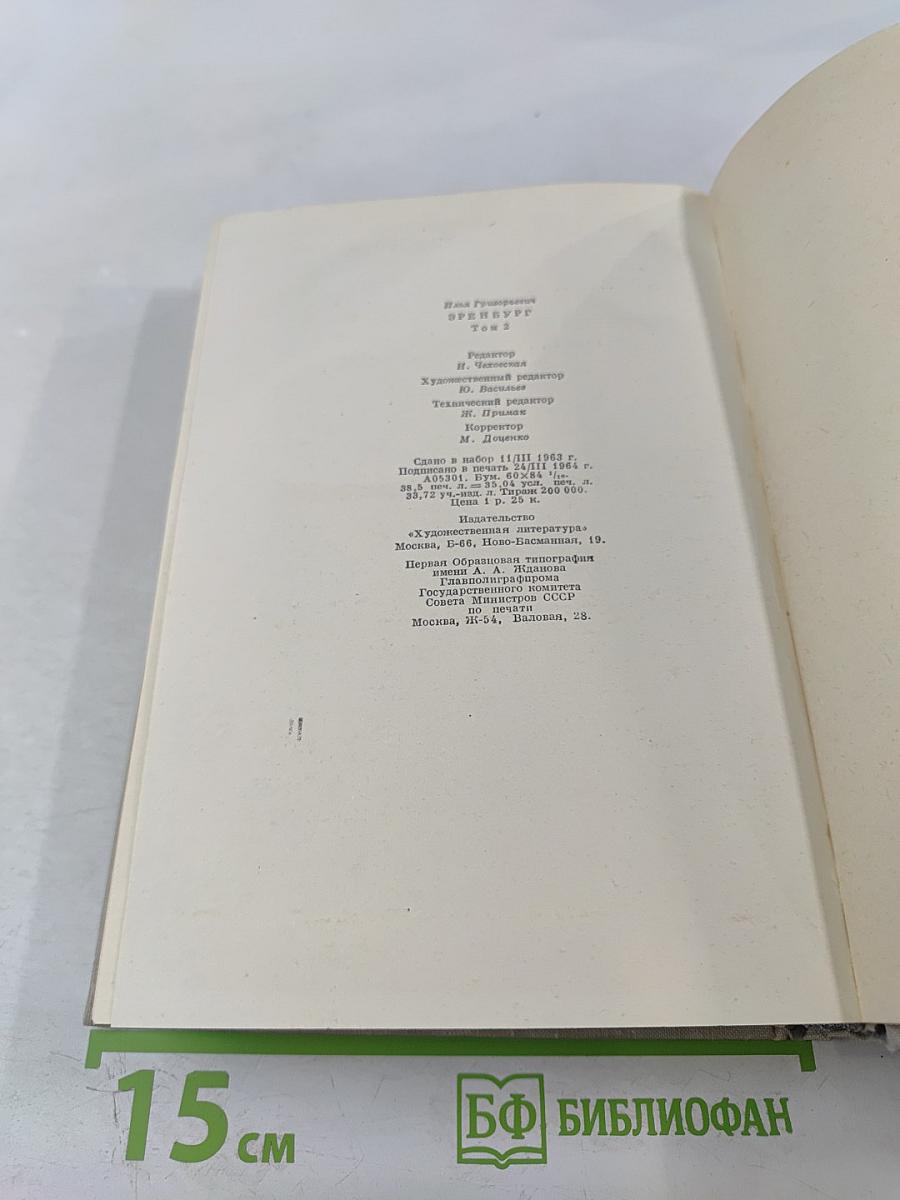 Илья Григорьевич
ЭРЕНБУРГ
Том 2
Редактор
И. Чеховская
Художественный редактор
Ю. Васильев
Технический редактор
Ж. Примак
Корректор
М. Доценко
Сдано в набор 11/III 1963 г.
Подписано в печать 24/III 1964 г.
А05301. Бум. 60×84 1/16.
38,5 печ. л. = 35,04 усл. печ. л.
33,72 уч.-изд. л. Тираж 200 000.
Цена 1 р. 25 к.
Издательство
«Художественная литература»
Москва, Б-66, Ново-Басманная, 19.
Первая Образцовая типография
имени А. А. Жданова
Главполиграфпрома
Государственного комитета
Совета Министров СССР
по печати
Москва, Ж-54, Валовая, 28.
15 см
БФ БИБЛИОФАН